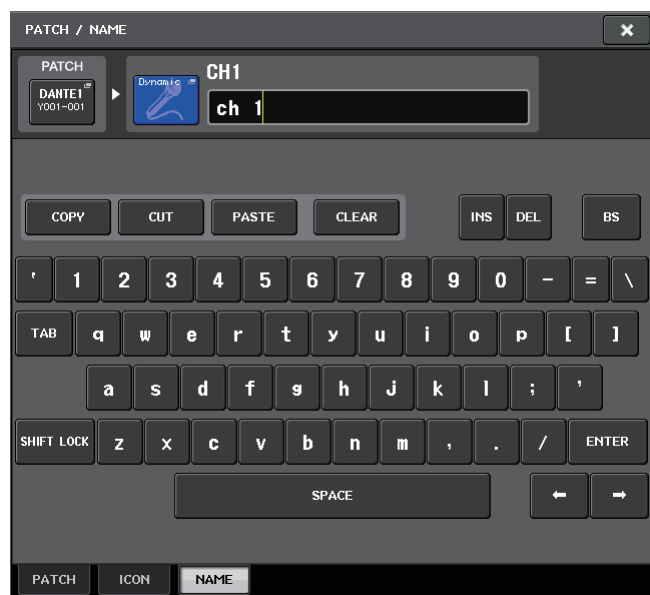 PATCH / NAME
PATCH
DANTE1
Y001-001
Dynamic
CH1
ch 1
COPY CUT PASTE CLEAR INS DEL BS
' 1 2 3 4 5 6 7 8 9 0 - = \
TAB q w e r t y u i o p [ ]
a s d f g h j k l ; '
SHIFT LOCK z x c v b n m , . / ENTER
SPACE ← →
PATCH ICON NAME